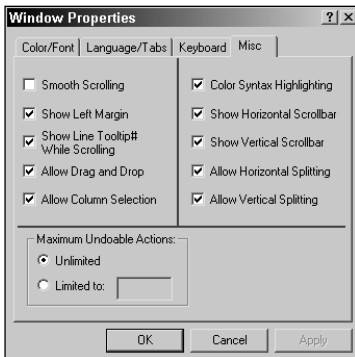 Window Properties
Color/Font Language/Tabs Keyboard Misc
Smooth Scrolling
Show Left Margin
Show Line Tooltip#
While Scrolling
Allow Drag and Drop
Allow Column Selection
Color Syntax Highlighting
Show Horizontal Scrollbar
Show Vertical Scrollbar
Allow Horizontal Splitting
Allow Vertical Splitting
Maximum Undoable Actions:
Unlimited
Limited to:
OK Cancel Apply